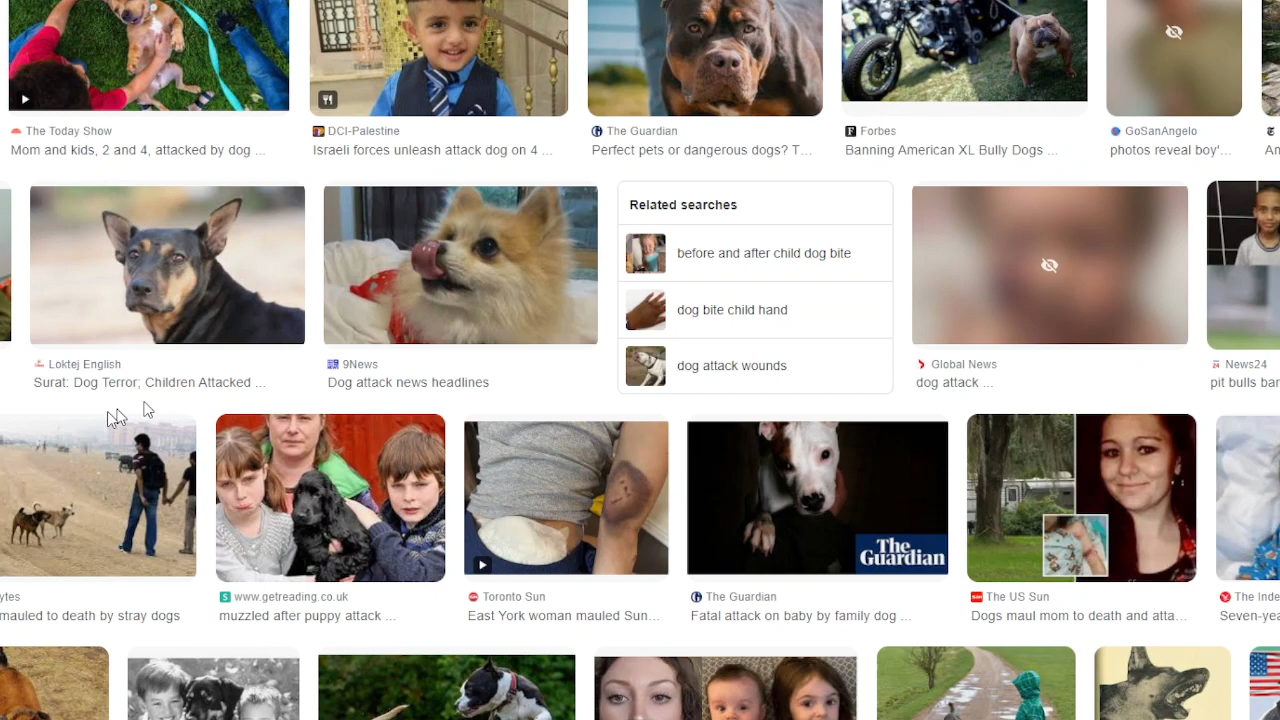 The Today Show
Mom and kids, 2 and 4, attacked by dog ...
DCI-Palestine
Israeli forces unleash attack dog on 4 ...
The Guardian
Perfect pets or dangerous dogs? T...
Forbes
Banning American XL Bully Dogs ...
GoSanAngelo
photos reveal boy'...
An
Loktej English
Surat: Dog Terror; Children Attacked ...
9News
Dog attack news headlines
Related searches
before and after child dog bite
dog bite child hand
dog attack wounds
Global News
dog attack ...
News24
pit bulls bar
ytes
mauled to death by stray dogs
www.getreading.co.uk
muzzled after puppy attack ...
Toronto Sun
East York woman mauled Sun...
The Guardian
The Guardian
Fatal attack on baby by family dog ...
The US Sun
Dogs maul mom to death and atta...
The Inde
Seven-yea